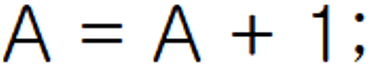 A = A + 1;